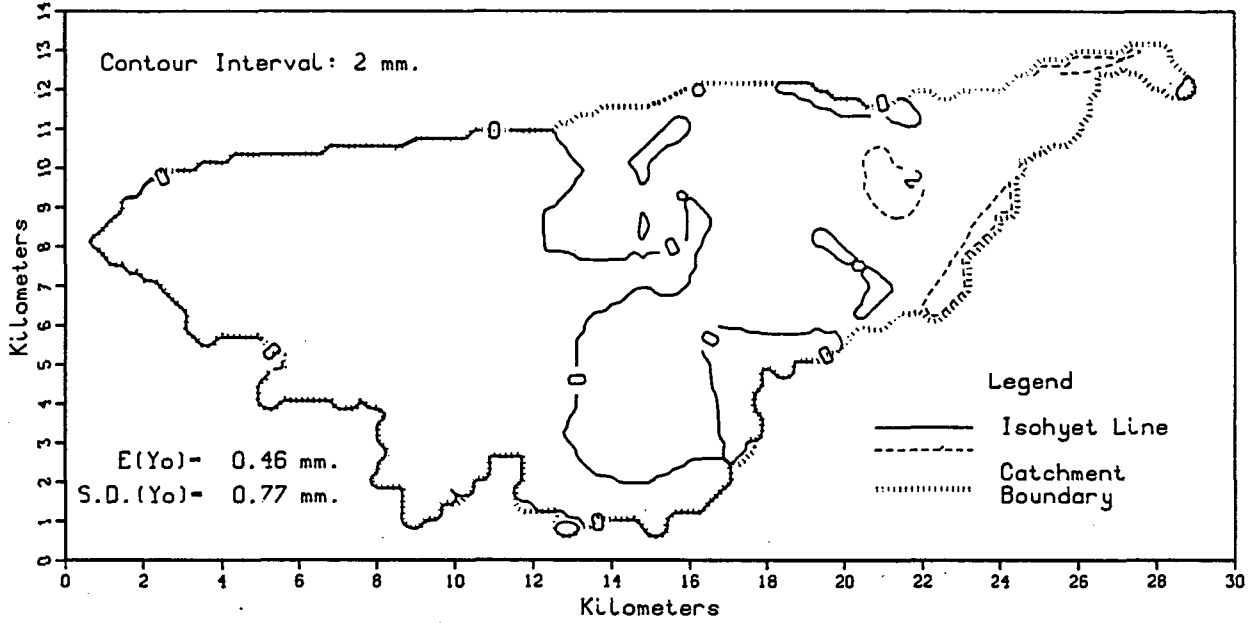 14
13
12
11
10
9
8
7
6
5
4
3
2
1
0
Kilometers
Contour Interval: 2 mm.
0
0
0
0
2
0
0
0
0
0
0
Legend
Isohyet Line
Catchment
Boundary
E(Yo)= 0.46 mm.
S.D.(Yo)= 0.77 mm.
0 2 4 6 8 10 12 14 16 18 20 22 24 26 28 30
Kilometers